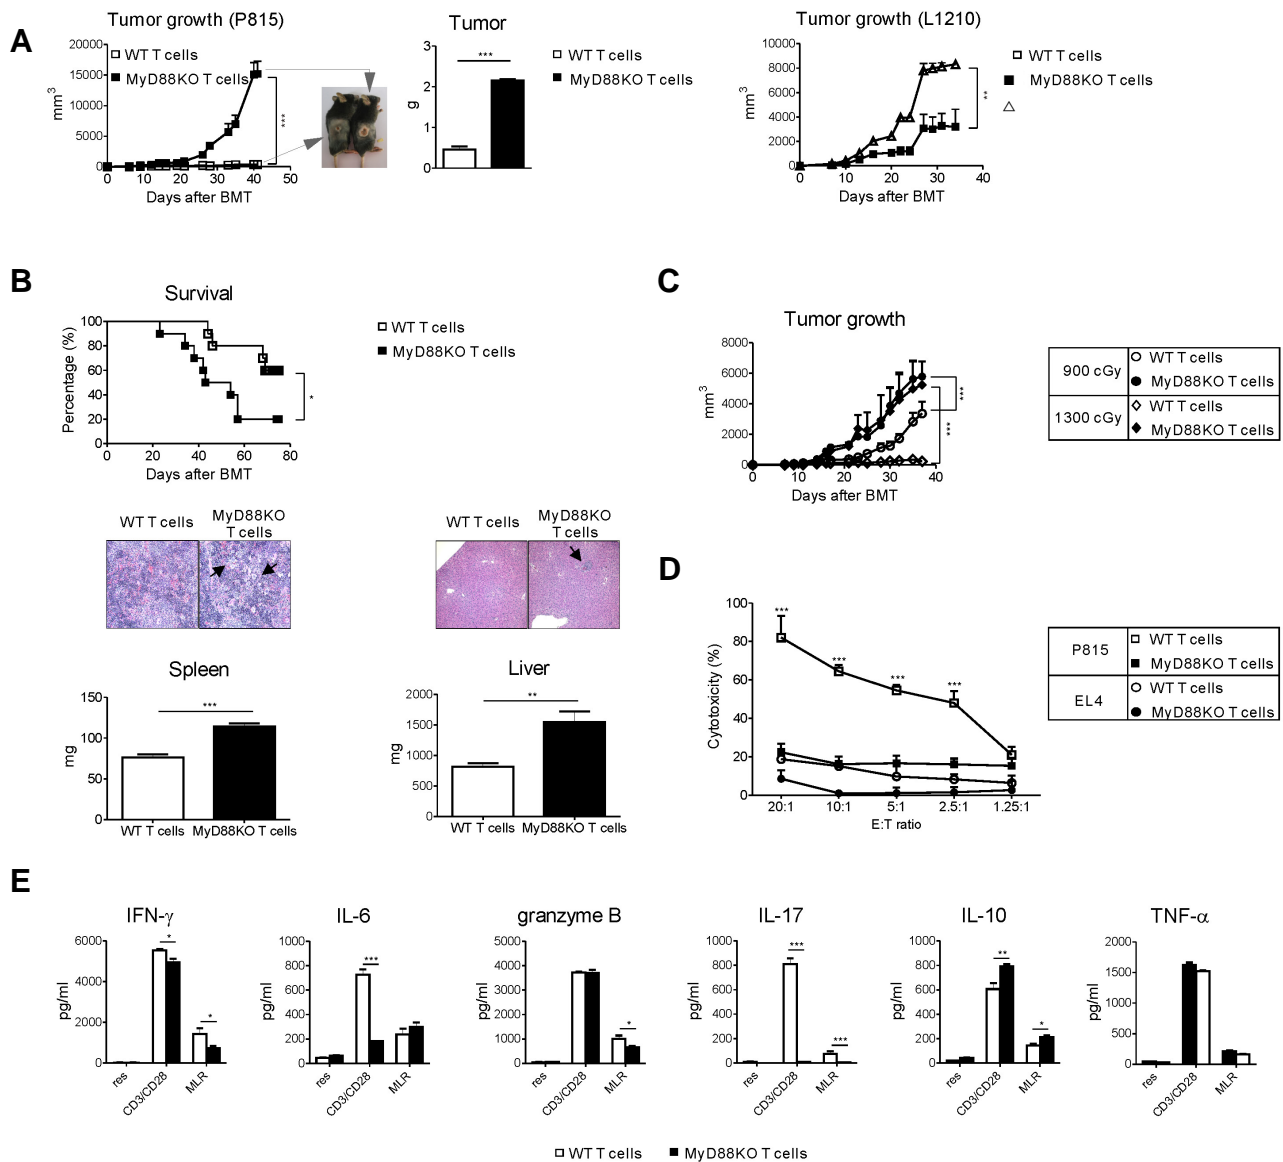 A
Tumor growth (P815)
mm3
20000
15000
10000
5000
0
0 10 20 30 40 50
Days after BMT
WT T cells
MyD88KO T cells
***
Tumor
g
3
2
1
0
***
WT T cells
MyD88KO T cells
Tumor growth (L1210)
mm3
10000
8000
6000
4000
2000
0
0 10 20 30 40
Days after BMT
**
WT T cells
MyD88KO T cells
B
Survival
Percentage (%)
100
80
60
40
20
0
0 20 40 60 80
Days after BMT
*
WT T cells
MyD88KO T cells
WT T cells
MyD88KO
T cells
WT T cells
MyD88KO
T cells
Spleen
mg
150
100
50
0
***
WT T cells MyD88KO T cells
Liver
mg
2000
1500
1000
500
0
**
WT T cells MyD88KO T cells
C
Tumor growth
mm3
8000
6000
4000
2000
0
0 10 20 30 40
Days after BMT
***
***
900 cGy
WT T cells
MyD88KO T cells
1300 cGy
WT T cells
MyD88KO T cells
D
Cytotoxicity (%)
100
80
60
40
20
0
*** *** *** ***
20:1 10:1 5:1 2.5:1 1.25:1
E:T ratio
P815
WT T cells
MyD88KO T cells
EL4
WT T cells
MyD88KO T cells
E
IFN-γ
pg/ml
6000
4000
2000
0
* *
res CD3/CD28 MLR
IL-6
pg/ml
1000
800
600
400
200
0
***
res CD3/CD28 MLR
granzyme B
pg/ml
5000
4000
3000
2000
1000
0
*
res CD3/CD28 MLR
IL-17
pg/ml
1000
800
600
400
200
0
*** ***
res CD3/CD28 MLR
IL-10
pg/ml
1000
800
600
400
200
0
** *
res CD3/CD28 MLR
TNF-α
pg/ml
2000
1500
1000
500
0
res CD3/CD28 MLR
WT T cells MyD88KO T cells